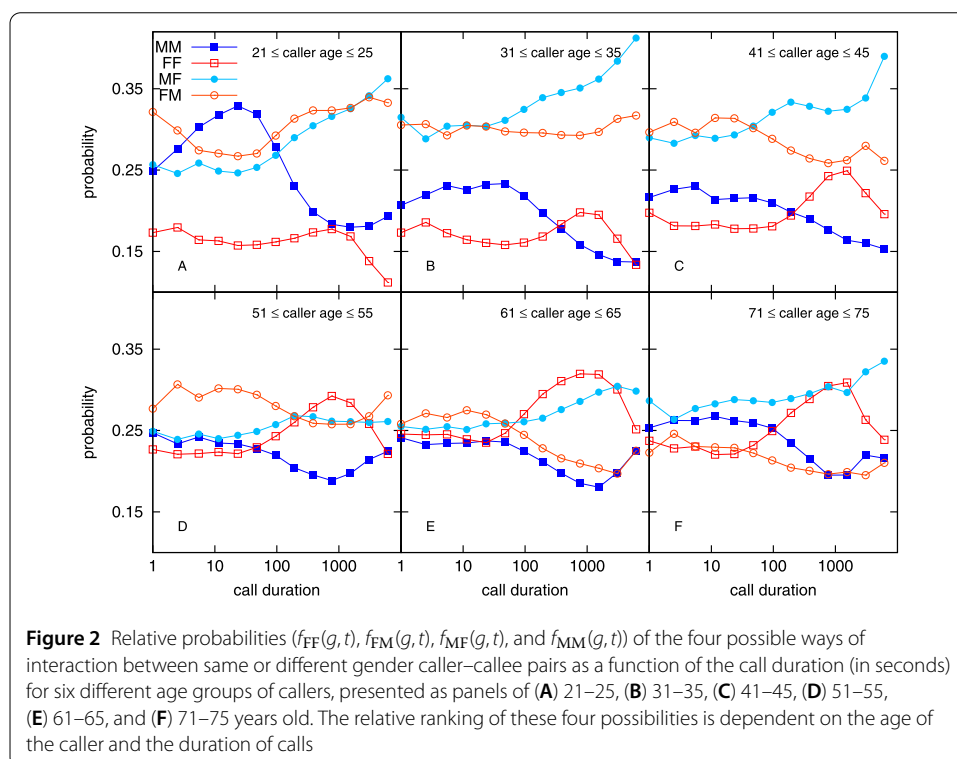 MM
FF
MF
FM
21 ≤ caller age ≤ 25
31 ≤ caller age ≤ 35
41 ≤ caller age ≤ 45
0.35
0.25
0.15
probability
A
B
C
51 ≤ caller age ≤ 55
61 ≤ caller age ≤ 65
71 ≤ caller age ≤ 75
0.35
0.25
0.15
probability
D
E
F
1 10 100 1000 1 10 100 1000 1 10 100 1000
call duration call duration call duration
Figure 2 Relative probabilities (f_FF(g, t), f_FM(g, t), f_MF(g, t), and f_MM(g, t)) of the four possible ways of
interaction between same or different gender caller–callee pairs as a function of the call duration (in seconds)
for six different age groups of callers, presented as panels of (A) 21–25, (B) 31–35, (C) 41–45, (D) 51–55,
(E) 61–65, and (F) 71–75 years old. The relative ranking of these four possibilities is dependent on the age of
the caller and the duration of calls